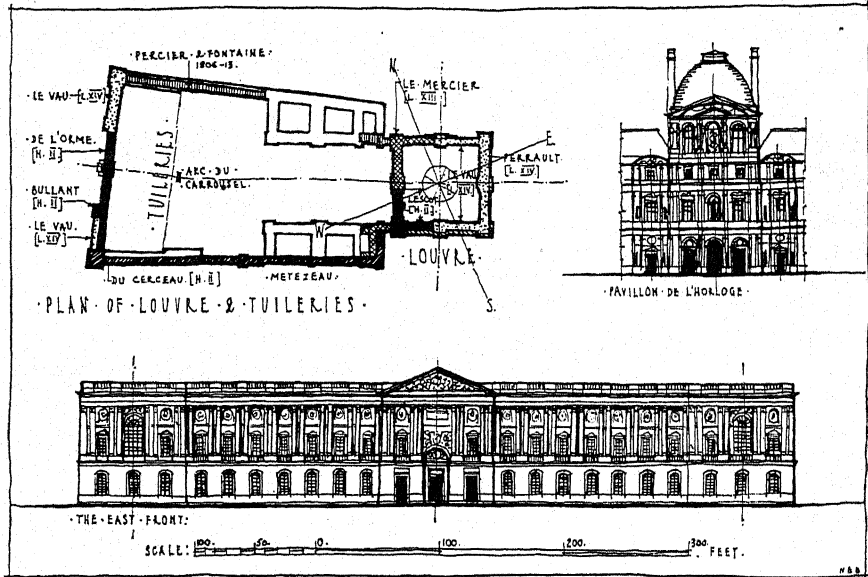 ·PERCIER·&·FONTAINE·
1806-13.
N.
·LE VAU·[L.XIV]
LE MERCIER
[L. XIII]
·DE L'ORME.
[H. II]
TUILERIES.
E.
PERRAULT.
[L. XIV.]
·ARC·DU·
CARROUSEL.
LE VAU
[L. XIV]
BULLANT
[H. II]
LESCOT
[H. II]
·LE VAU.
[L. XIV]
W
·LOUVRE·
·DU CERCEAU.[H.II]
·METEZEAU.
S.
·PLAN·OF·LOUVRE·&·TUILERIES·
·PAVILLON·DE·L'HORLOGE·
·THE·EAST·FRONT:
SCALE: 100. 50. 0. 100. 200. 300. FEET.